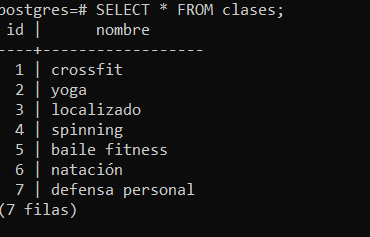 postgres=# SELECT * FROM clases;
id | nombre
----+------------------
1 | crossfit
2 | yoga
3 | localizado
4 | spinning
5 | baile fitness
6 | natación
7 | defensa personal
(7 filas)